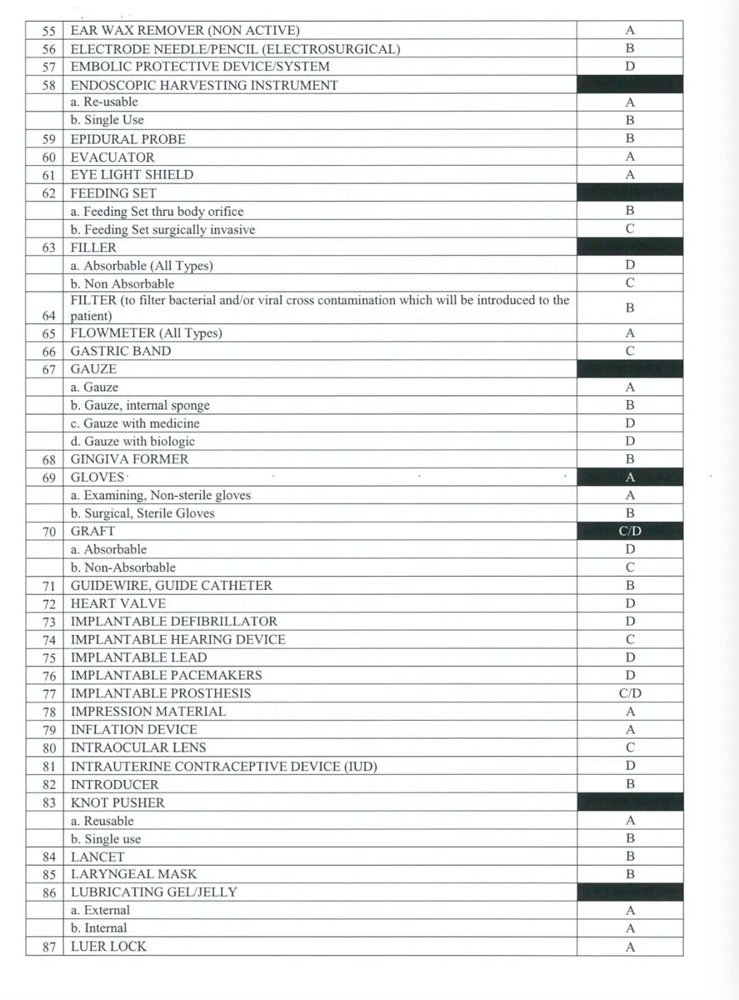 55 EAR WAX REMOVER (NON ACTIVE) A
56 ELECTRODE NEEDLE/PENCIL (ELECTROSURGICAL) B
57 EMBOLIC PROTECTIVE DEVICE/SYSTEM D
58 ENDOSCOPIC HARVESTING INSTRUMENT
a. Re-usable A
b. Single Use B
59 EPIDURAL PROBE B
60 EVACUATOR A
61 EYE LIGHT SHIELD A
62 FEEDING SET
a. Feeding Set thru body orifice B
b. Feeding Set surgically invasive C
63 FILLER
a. Absorbable (All Types) D
b. Non Absorbable C
FILTER (to filter bacterial and/or viral cross contamination which will be introduced to the
64 patient) B
65 FLOWMETER (All Types) A
66 GASTRIC BAND C
67 GAUZE
a. Gauze A
b. Gauze, internal sponge B
c. Gauze with medicine D
d. Gauze with biologic D
68 GINGIVA FORMER B
69 GLOVES A
a. Examining, Non-sterile gloves A
b. Surgical, Sterile Gloves B
70 GRAFT C/D
a. Absorbable D
b. Non-Absorbable C
71 GUIDEWIRE, GUIDE CATHETER B
72 HEART VALVE D
73 IMPLANTABLE DEFIBRILLATOR D
74 IMPLANTABLE HEARING DEVICE C
75 IMPLANTABLE LEAD D
76 IMPLANTABLE PACEMAKERS D
77 IMPLANTABLE PROSTHESIS C/D
78 IMPRESSION MATERIAL A
79 INFLATION DEVICE A
80 INTRAOCULAR LENS C
81 INTRAUTERINE CONTRACEPTIVE DEVICE (IUD) D
82 INTRODUCER B
83 KNOT PUSHER
a. Reusable A
b. Single use B
84 LANCET B
85 LARYNGEAL MASK B
86 LUBRICATING GEL/JELLY
a. External A
b. Internal A
87 LUER LOCK A